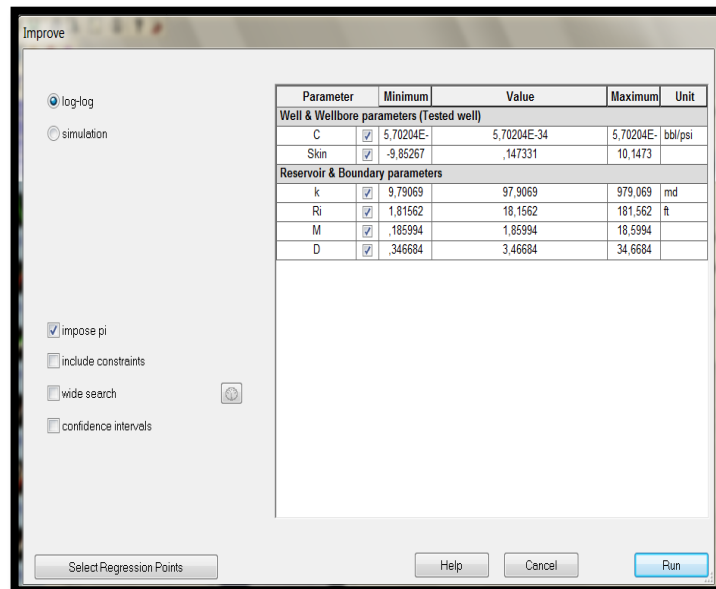 Improve
log-log
simulation
Parameter Minimum Value Maximum Unit
Well & Wellbore parameters (Tested well)
C 5,70204E- 5,70204E-34 5,70204E- bbl/psi
Skin -9,85267 ,147331 10,1473
Reservoir & Boundary parameters
k 9,79069 97,9069 979,069 md
Ri 1,81562 18,1562 181,562 ft
M ,185994 1,85994 18,5994
D ,346684 3,46684 34,6684
impose pi
include constraints
wide search
confidence intervals
Select Regression Points Help Cancel Run